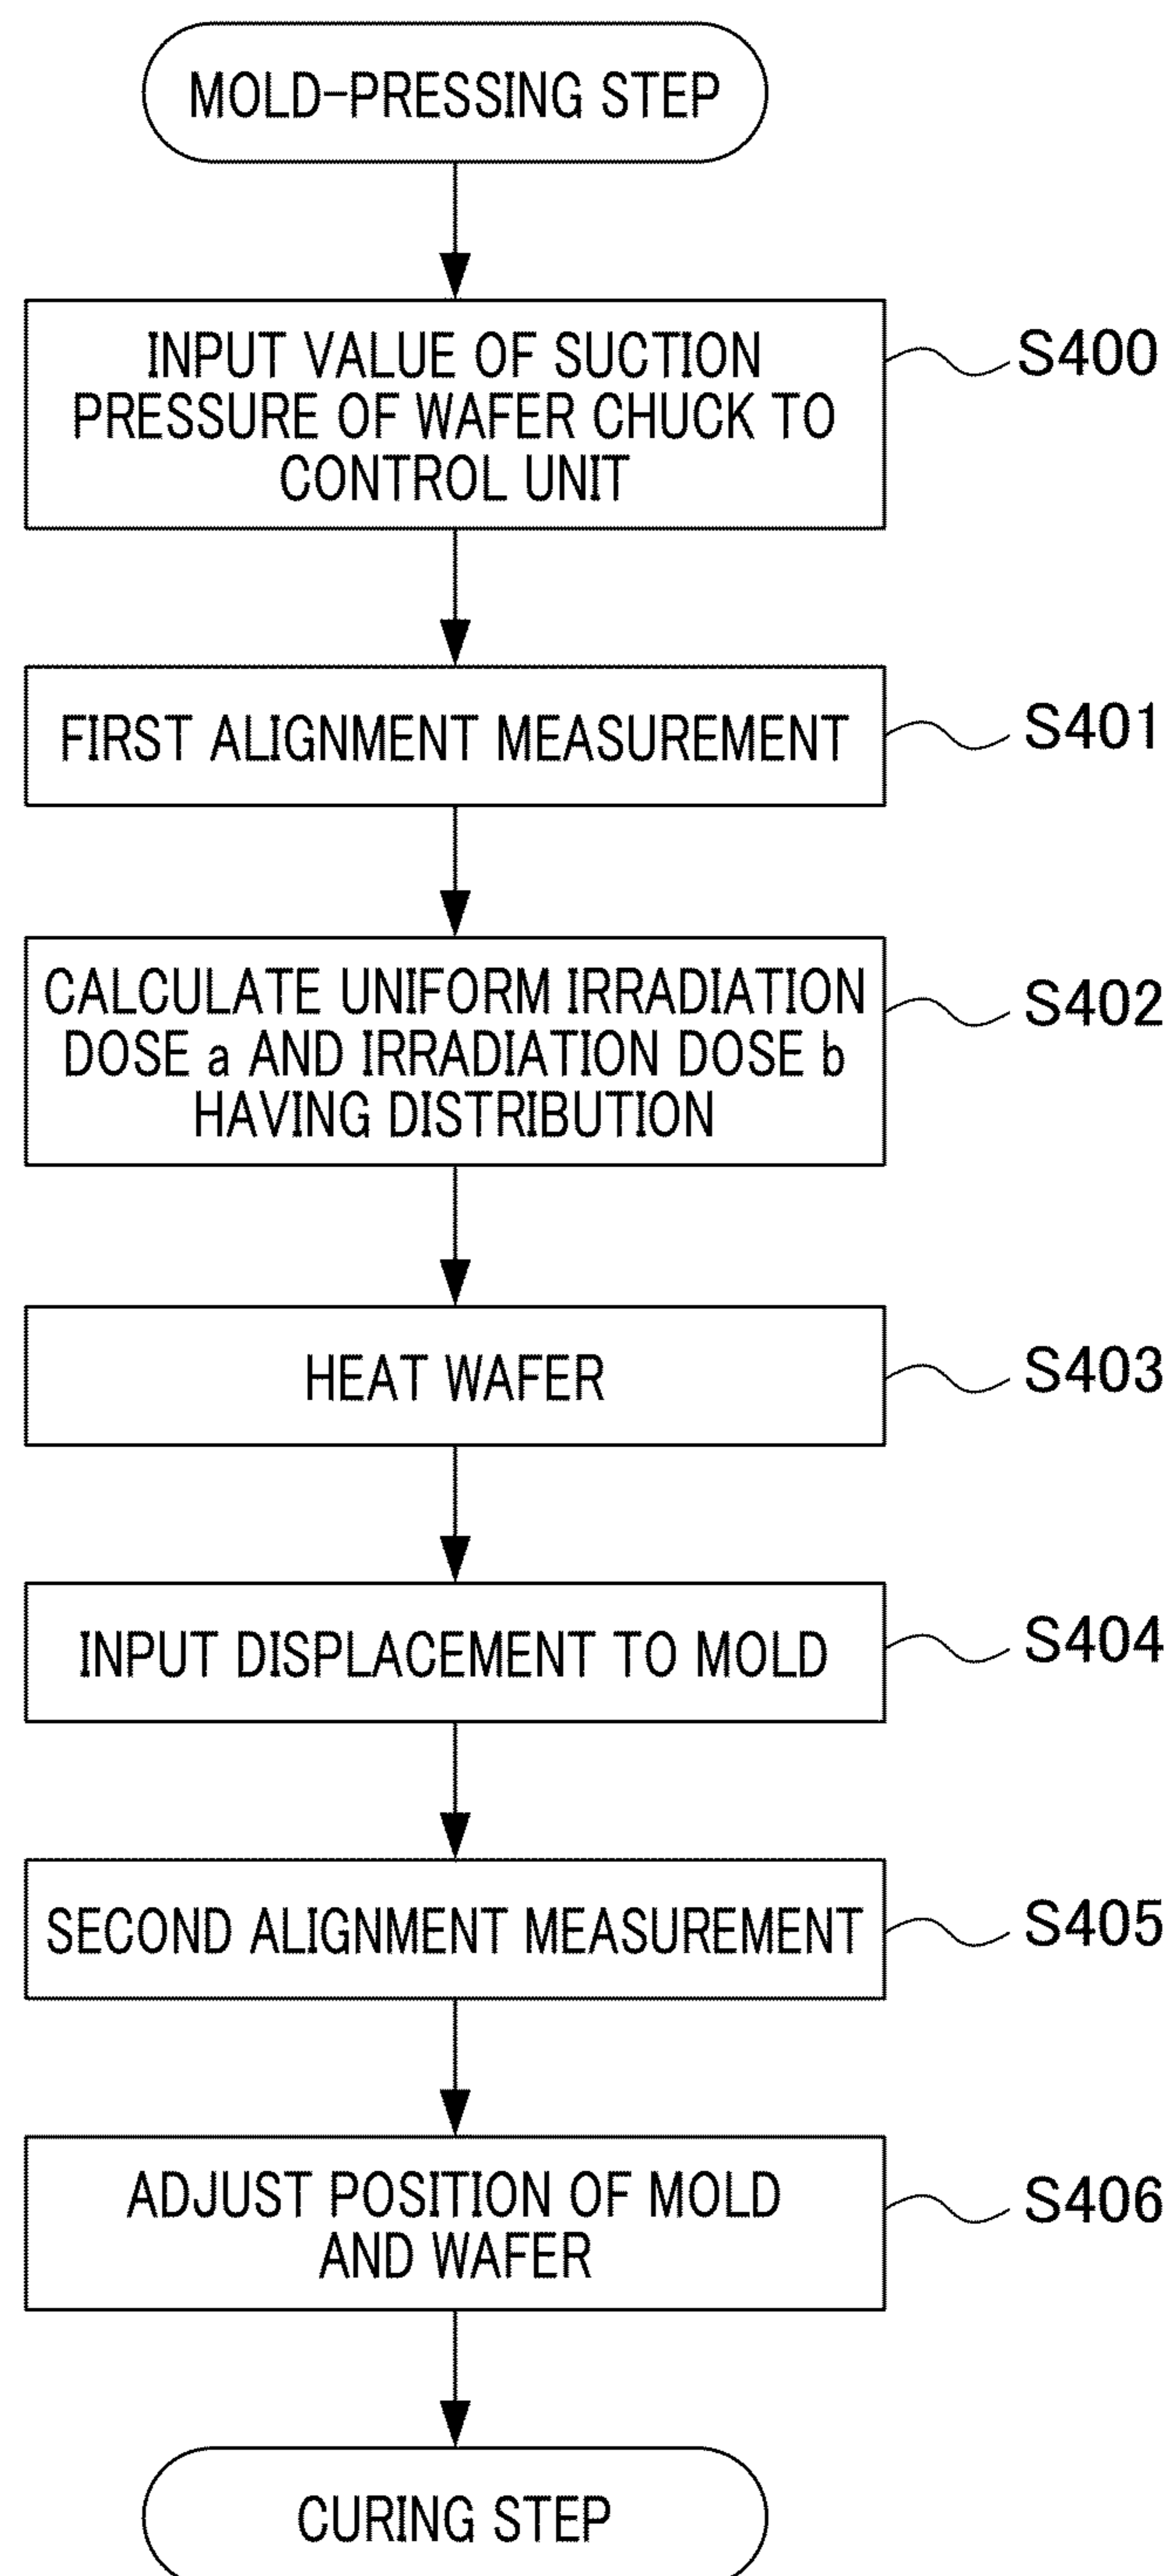 MOLD-PRESSING STEP
INPUT VALUE OF SUCTION
PRESSURE OF WAFER CHUCK TO
CONTROL UNIT
S400
FIRST ALIGNMENT MEASUREMENT
S401
CALCULATE UNIFORM IRRADIATION
DOSE a AND IRRADIATION DOSE b
HAVING DISTRIBUTION
S402
HEAT WAFER
S403
INPUT DISPLACEMENT TO MOLD
S404
SECOND ALIGNMENT MEASUREMENT
S405
ADJUST POSITION OF MOLD
AND WAFER
S406
CURING STEP